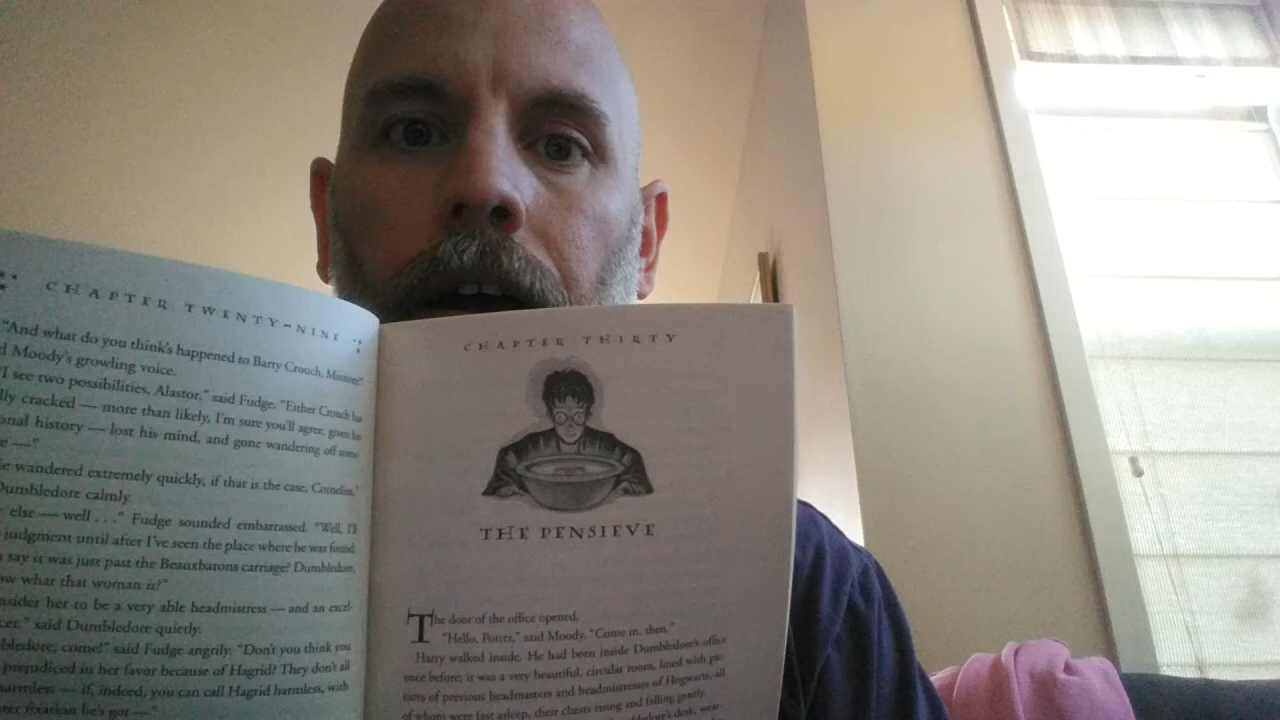 CHAPTER TWENTY-NINE
"And what do you think's happened to Barty Crouch, Minister?"
Moody's growling voice.
"I see two possibilities, Alastor," said Fudge. "Either Crouch has
cracked — more than likely, I'm sure you'll agree, given his
history — lost his mind, and gone wandering off some-
—"
wandered extremely quickly, if that is the case, Cornelius,"
Dumbledore calmly.
else — well . . ." Fudge sounded embarrassed. "Well, I'll
judgment until after I've seen the place where he was found,
say it was just past the Beauxbatons carriage? Dumbledore,
what that woman is?"
her to be a very able headmistress — and an excel-
said Dumbledore quietly.
come!" said Fudge angrily. "Don't you think you
prejudiced in her favor because of Hagrid? They don't all
harmless — if, indeed, you can call Hagrid harmless, with
fixation he's got —"
CHAPTER THIRTY
THE PENSIEVE
The door of the office opened.
"Hello, Potter," said Moody. "Come in, then."
Harry walked inside. He had been inside Dumbledore's office
once before; it was a very beautiful, circular room, lined with pic-
tures of previous headmasters and headmistresses of Hogwarts, all
of whom were fast asleep, their chests rising and falling gently.
desk, wear-